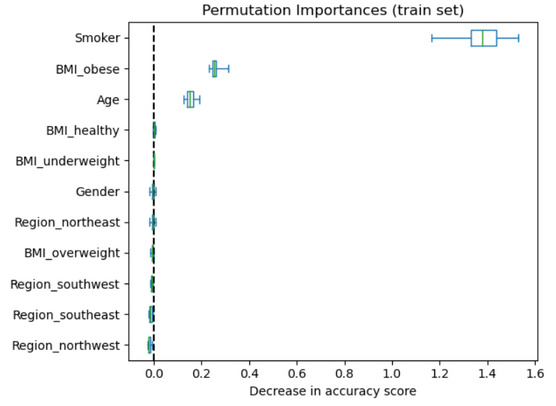 Permutation Importances (train set)
Smoker
BMI_obese
Age
BMI_healthy
BMI_underweight
Gender
Region_northeast
BMI_overweight
Region_southwest
Region_southeast
Region_northwest
0.0 0.2 0.4 0.6 0.8 1.0 1.2 1.4 1.6
Decrease in accuracy score